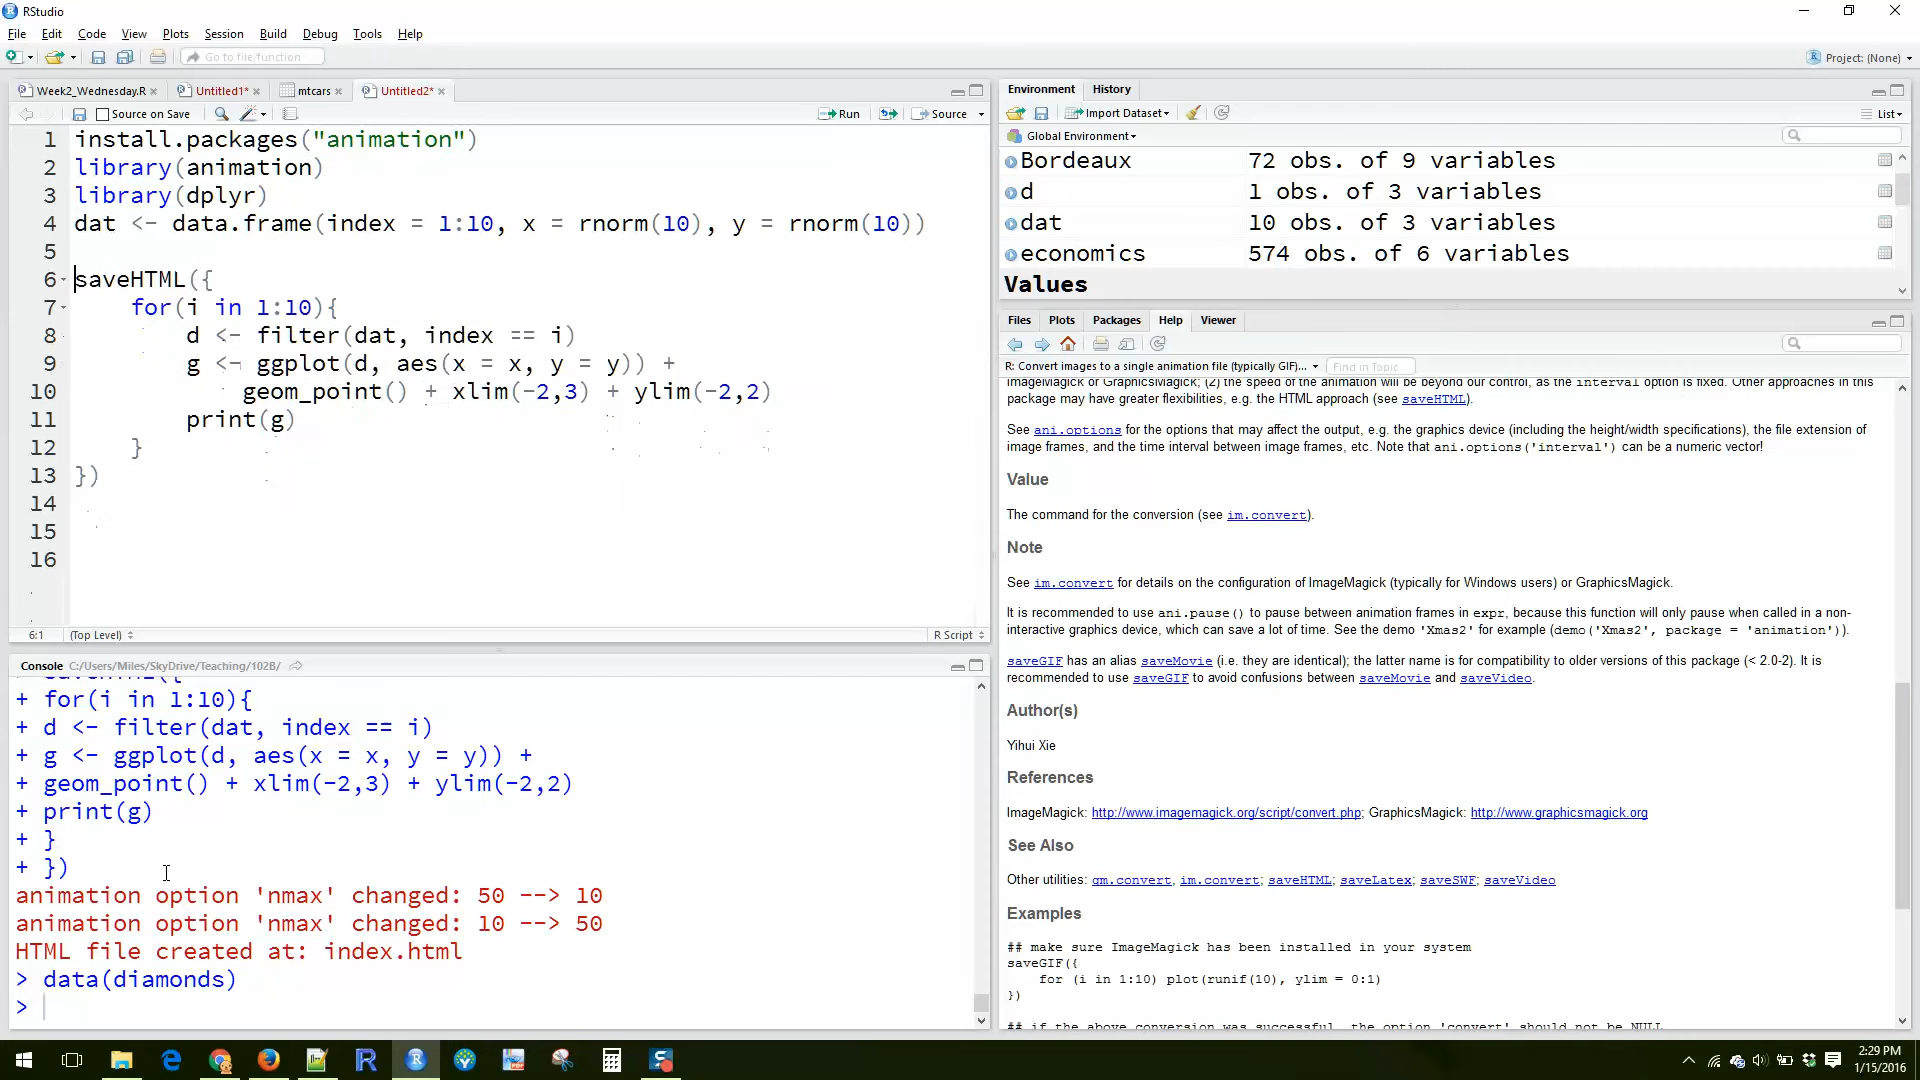 RStudio
File Edit Code View Plots Session Build Debug Tools Help
Go to file/function
Project: (None)
Week2_Wednesday.R Untitled1* mtcars Untitled2*
Source on Save Run Source
1 install.packages("animation")
2 library(animation)
3 library(dplyr)
4 dat <- data.frame(index = 1:10, x = rnorm(10), y = rnorm(10))
5
6 saveHTML({
7 for(i in 1:10){
8 d <- filter(dat, index == i)
9 g <- ggplot(d, aes(x = x, y = y)) +
10 geom_point() + xlim(-2,3) + ylim(-2,2)
11 print(g)
12 }
13 })
14
15
16
6:1 (Top Level) R Script
Console C:/Users/Miles/SkyDrive/Teaching/102B/
+ for(i in 1:10){
+ d <- filter(dat, index == i)
+ g <- ggplot(d, aes(x = x, y = y)) +
+ geom_point() + xlim(-2,3) + ylim(-2,2)
+ print(g)
+ }
+ })
animation option 'nmax' changed: 50 --> 10
animation option 'nmax' changed: 10 --> 50
HTML file created at: index.html
> data(diamonds)
>
Environment History
Import Dataset List
Global Environment
Bordeaux 72 obs. of 9 variables
d 1 obs. of 3 variables
dat 10 obs. of 3 variables
economics 574 obs. of 6 variables
Values
Files Plots Packages Help Viewer
R: Convert images to a single animation file (typically GIF)... Find in Topic
ImageMagick or GraphicsMagick; (2) the speed of the animation will be beyond our control, as the interval option is fixed. Other approaches in this
package may have greater flexibilities, e.g. the HTML approach (see saveHTML).
See ani.options for the options that may affect the output, e.g. the graphics device (including the height/width specifications), the file extension of
image frames, and the time interval between image frames, etc. Note that ani.options('interval') can be a numeric vector!
Value
The command for the conversion (see im.convert).
Note
See im.convert for details on the configuration of ImageMagick (typically for Windows users) or GraphicsMagick.
It is recommended to use ani.pause() to pause between animation frames in expr, because this function will only pause when called in a non-
interactive graphics device, which can save a lot of time. See the demo 'Xmas2' for example (demo('Xmas2', package = 'animation')).
saveGIF has an alias saveMovie (i.e. they are identical); the latter name is for compatibility to older versions of this package (< 2.0-2). It is
recommended to use saveGIF to avoid confusions between saveMovie and saveVideo.
Author(s)
Yihui Xie
References
ImageMagick: http://www.imagemagick.org/script/convert.php; GraphicsMagick: http://www.graphicsmagick.org
See Also
Other utilities: gm.convert, im.convert; saveHTML; saveLatex; saveSWF; saveVideo
Examples
## make sure ImageMagick has been installed in your system
saveGIF({
for (i in 1:10) plot(runif(10), ylim = 0:1)
})
## if the above conversion was successful, the option 'convert' should not be NULL
2:29 PM
1/15/2016